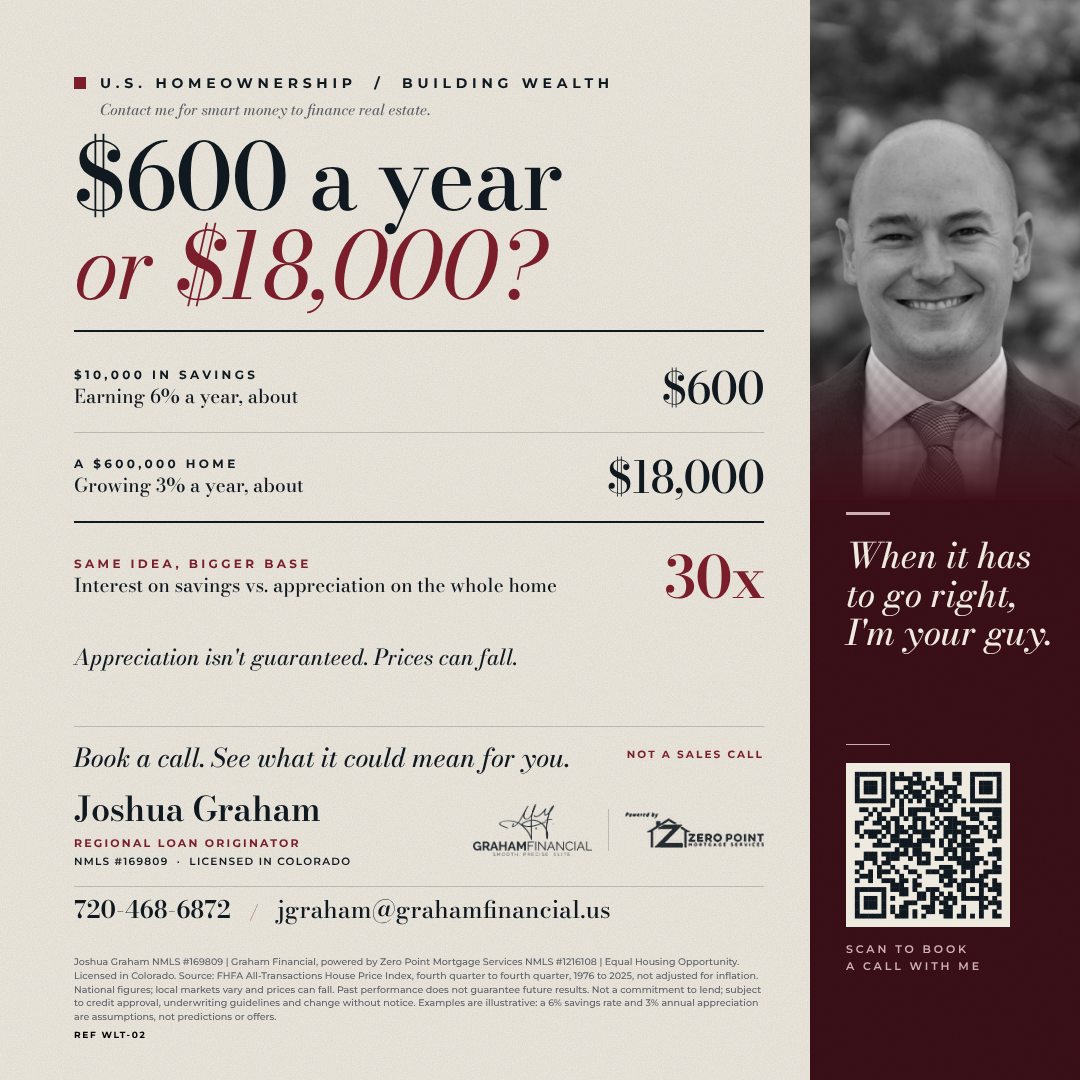 U.S. HOMEOWNERSHIP / BUILDING WEALTH
Contact me for smart money to finance real estate.
$600 a year
or $18,000?
$10,000 IN SAVINGS
Earning 6% a year, about
$600
A $600,000 HOME
Growing 3% a year, about
$18,000
SAME IDEA, BIGGER BASE
Interest on savings vs. appreciation on the whole home
30x
Appreciation isn't guaranteed. Prices can fall.
Book a call. See what it could mean for you.
NOT A SALES CALL
Joshua Graham
REGIONAL LOAN ORIGINATOR
NMLS #169809 · LICENSED IN COLORADO
GRAHAMFINANCIAL
SMOOTH. PRECISE. ELITE.
Powered by
ZERO POINT
MORTGAGE SERVICES
720-468-6872 / jgraham@grahamfinancial.us
Joshua Graham NMLS #169809 | Graham Financial, powered by Zero Point Mortgage Services NMLS #1216108 | Equal Housing Opportunity.
Licensed in Colorado. Source: FHFA All-Transactions House Price Index, fourth quarter to fourth quarter, 1976 to 2025, not adjusted for inflation.
National figures; local markets vary and prices can fall. Past performance does not guarantee future results. Not a commitment to lend; subject
to credit approval, underwriting guidelines and change without notice. Examples are illustrative: a 6% savings rate and 3% annual appreciation
are assumptions, not predictions or offers.
REF WLT-02
When it has
to go right,
I'm your guy.
SCAN TO BOOK
A CALL WITH ME